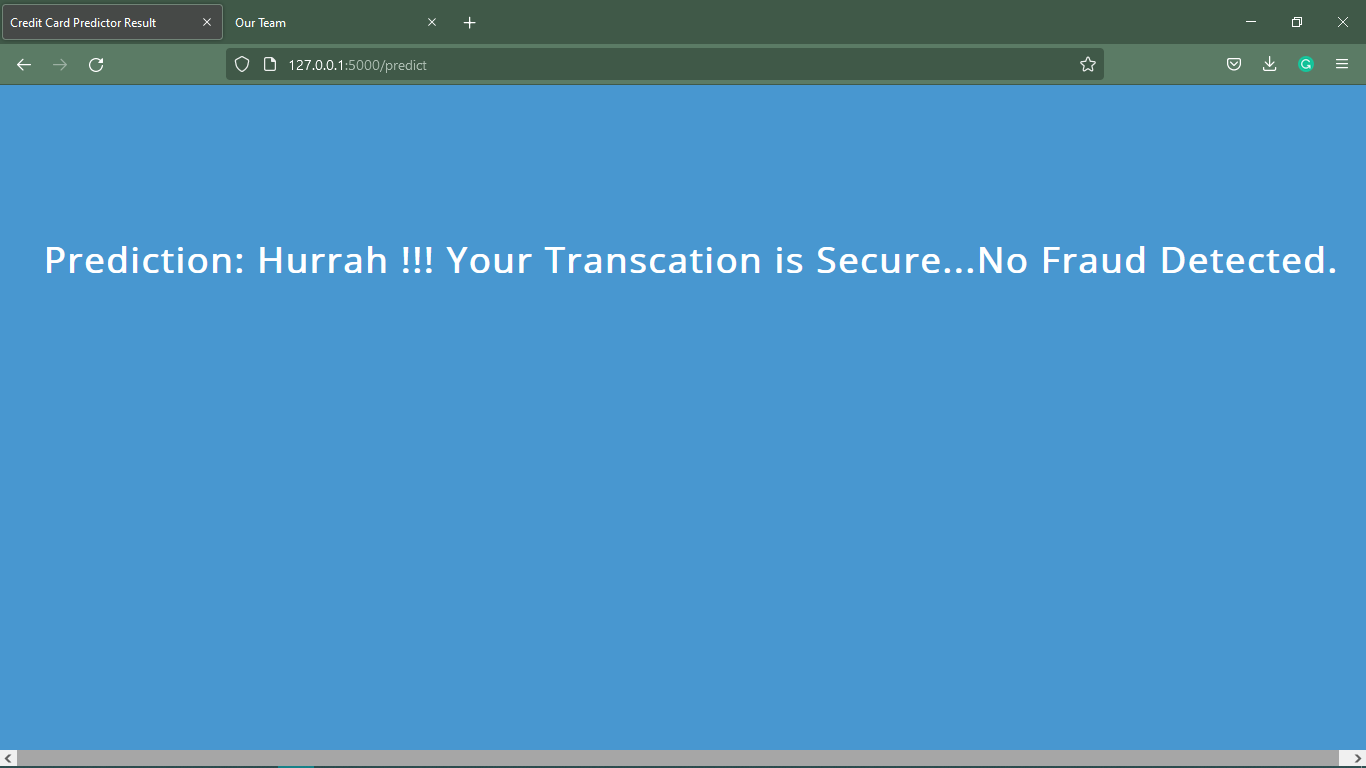 Credit Card Predictor Result
Our Team
127.0.0.1:5000/predict
Prediction: Hurrah !!! Your Transcation is Secure...No Fraud Detected.